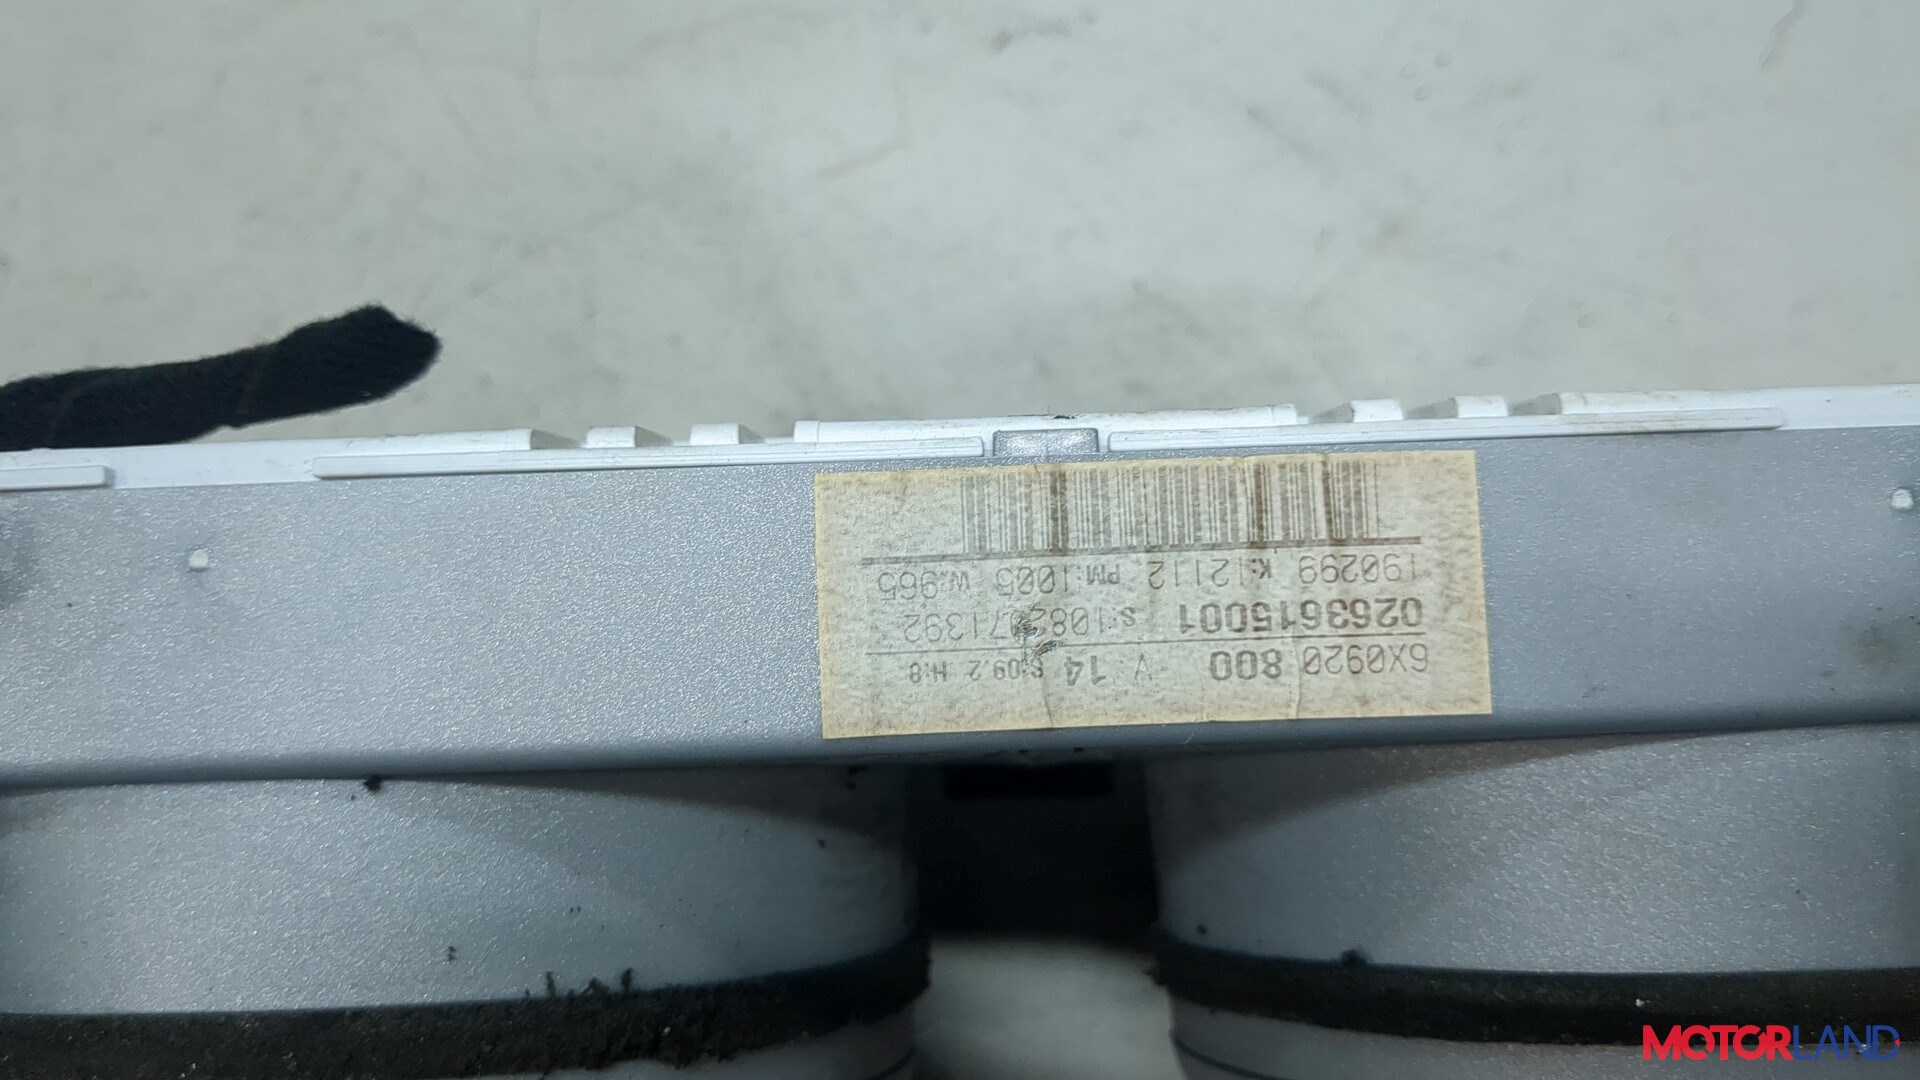 6X0920 800 V: 14 S:09.2 H:8
0263615001 S:1082071392
190299 K:12112 PM:1005 W:965
MOTORLAND